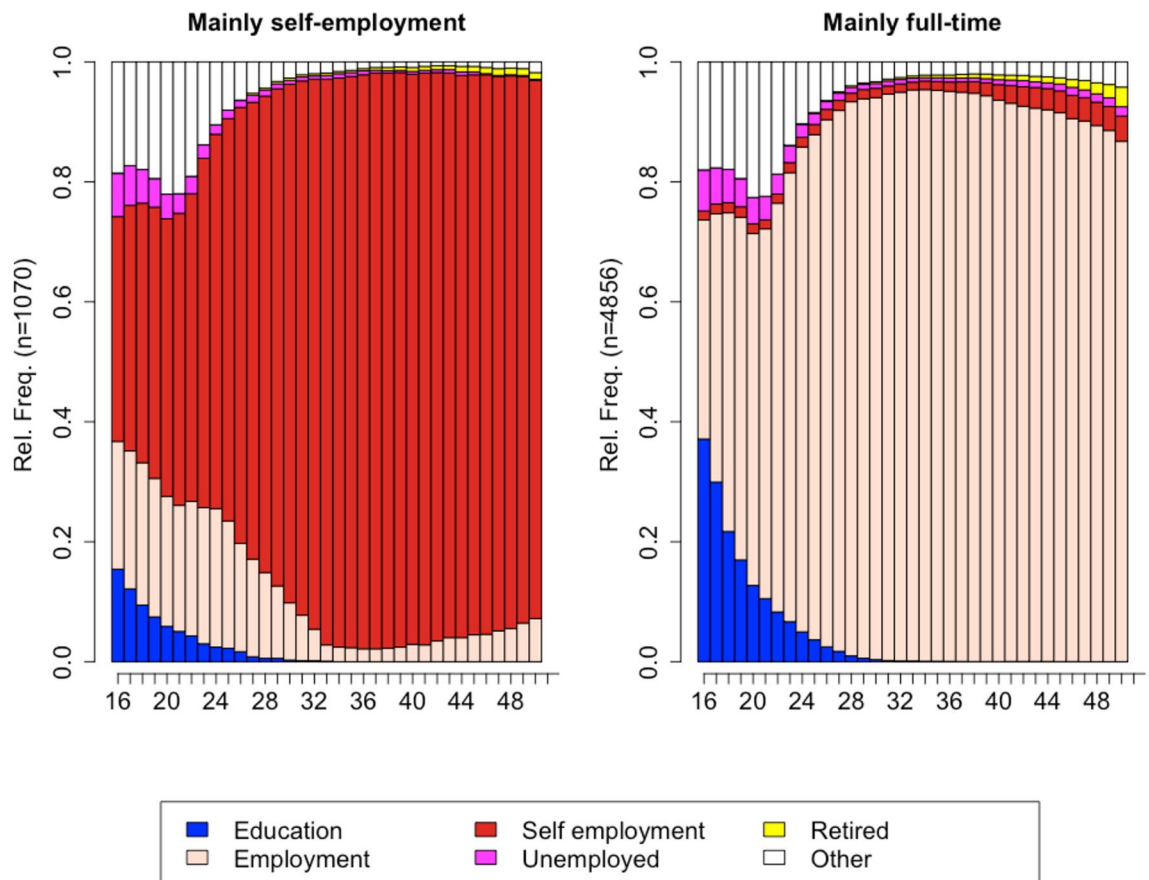 Mainly self-employment
Rel. Freq. (n=1070)
1.0
0.8
0.6
0.4
0.2
0.0
16 20 24 28 32 36 40 44 48
Mainly full-time
Rel. Freq. (n=4856)
1.0
0.8
0.6
0.4
0.2
0.0
16 20 24 28 32 36 40 44 48
Education Self employment Retired
Employment Unemployed Other